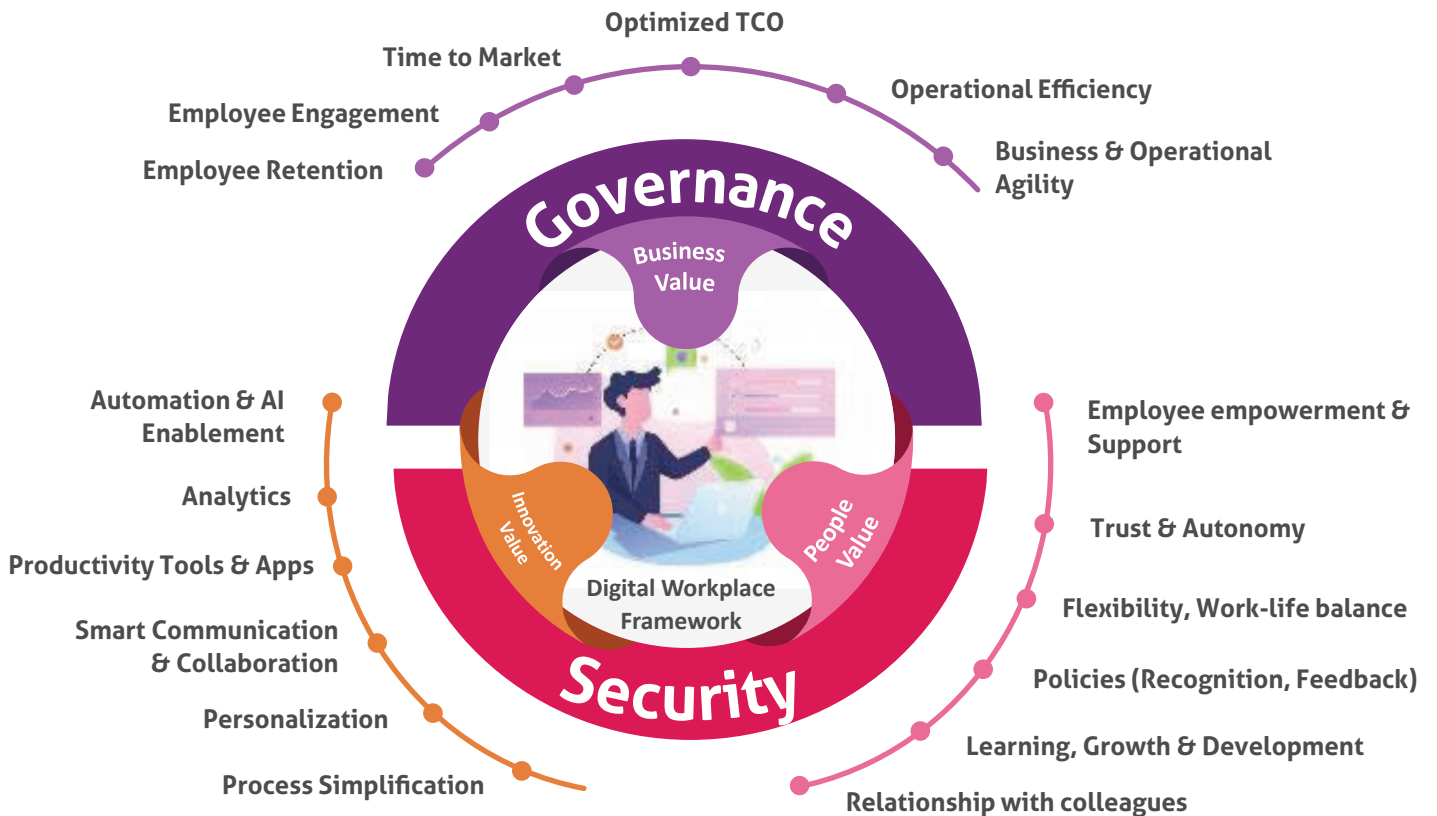 Optimized TCO
Time to Market
Employee Engagement
Employee Retention
Operational Efficiency
Business & Operational
Agility
Governance
Business
Value
Automation & AI
Enablement
Analytics
Productivity Tools & Apps
Smart Communication
& Collaboration
Personalization
Process Simplification
Innovation
Value
People
Value
Digital Workplace
Framework
Security
Employee empowerment &
Support
Trust & Autonomy
Flexibility, Work-life balance
Policies (Recognition, Feedback)
Learning, Growth & Development
Relationship with colleagues